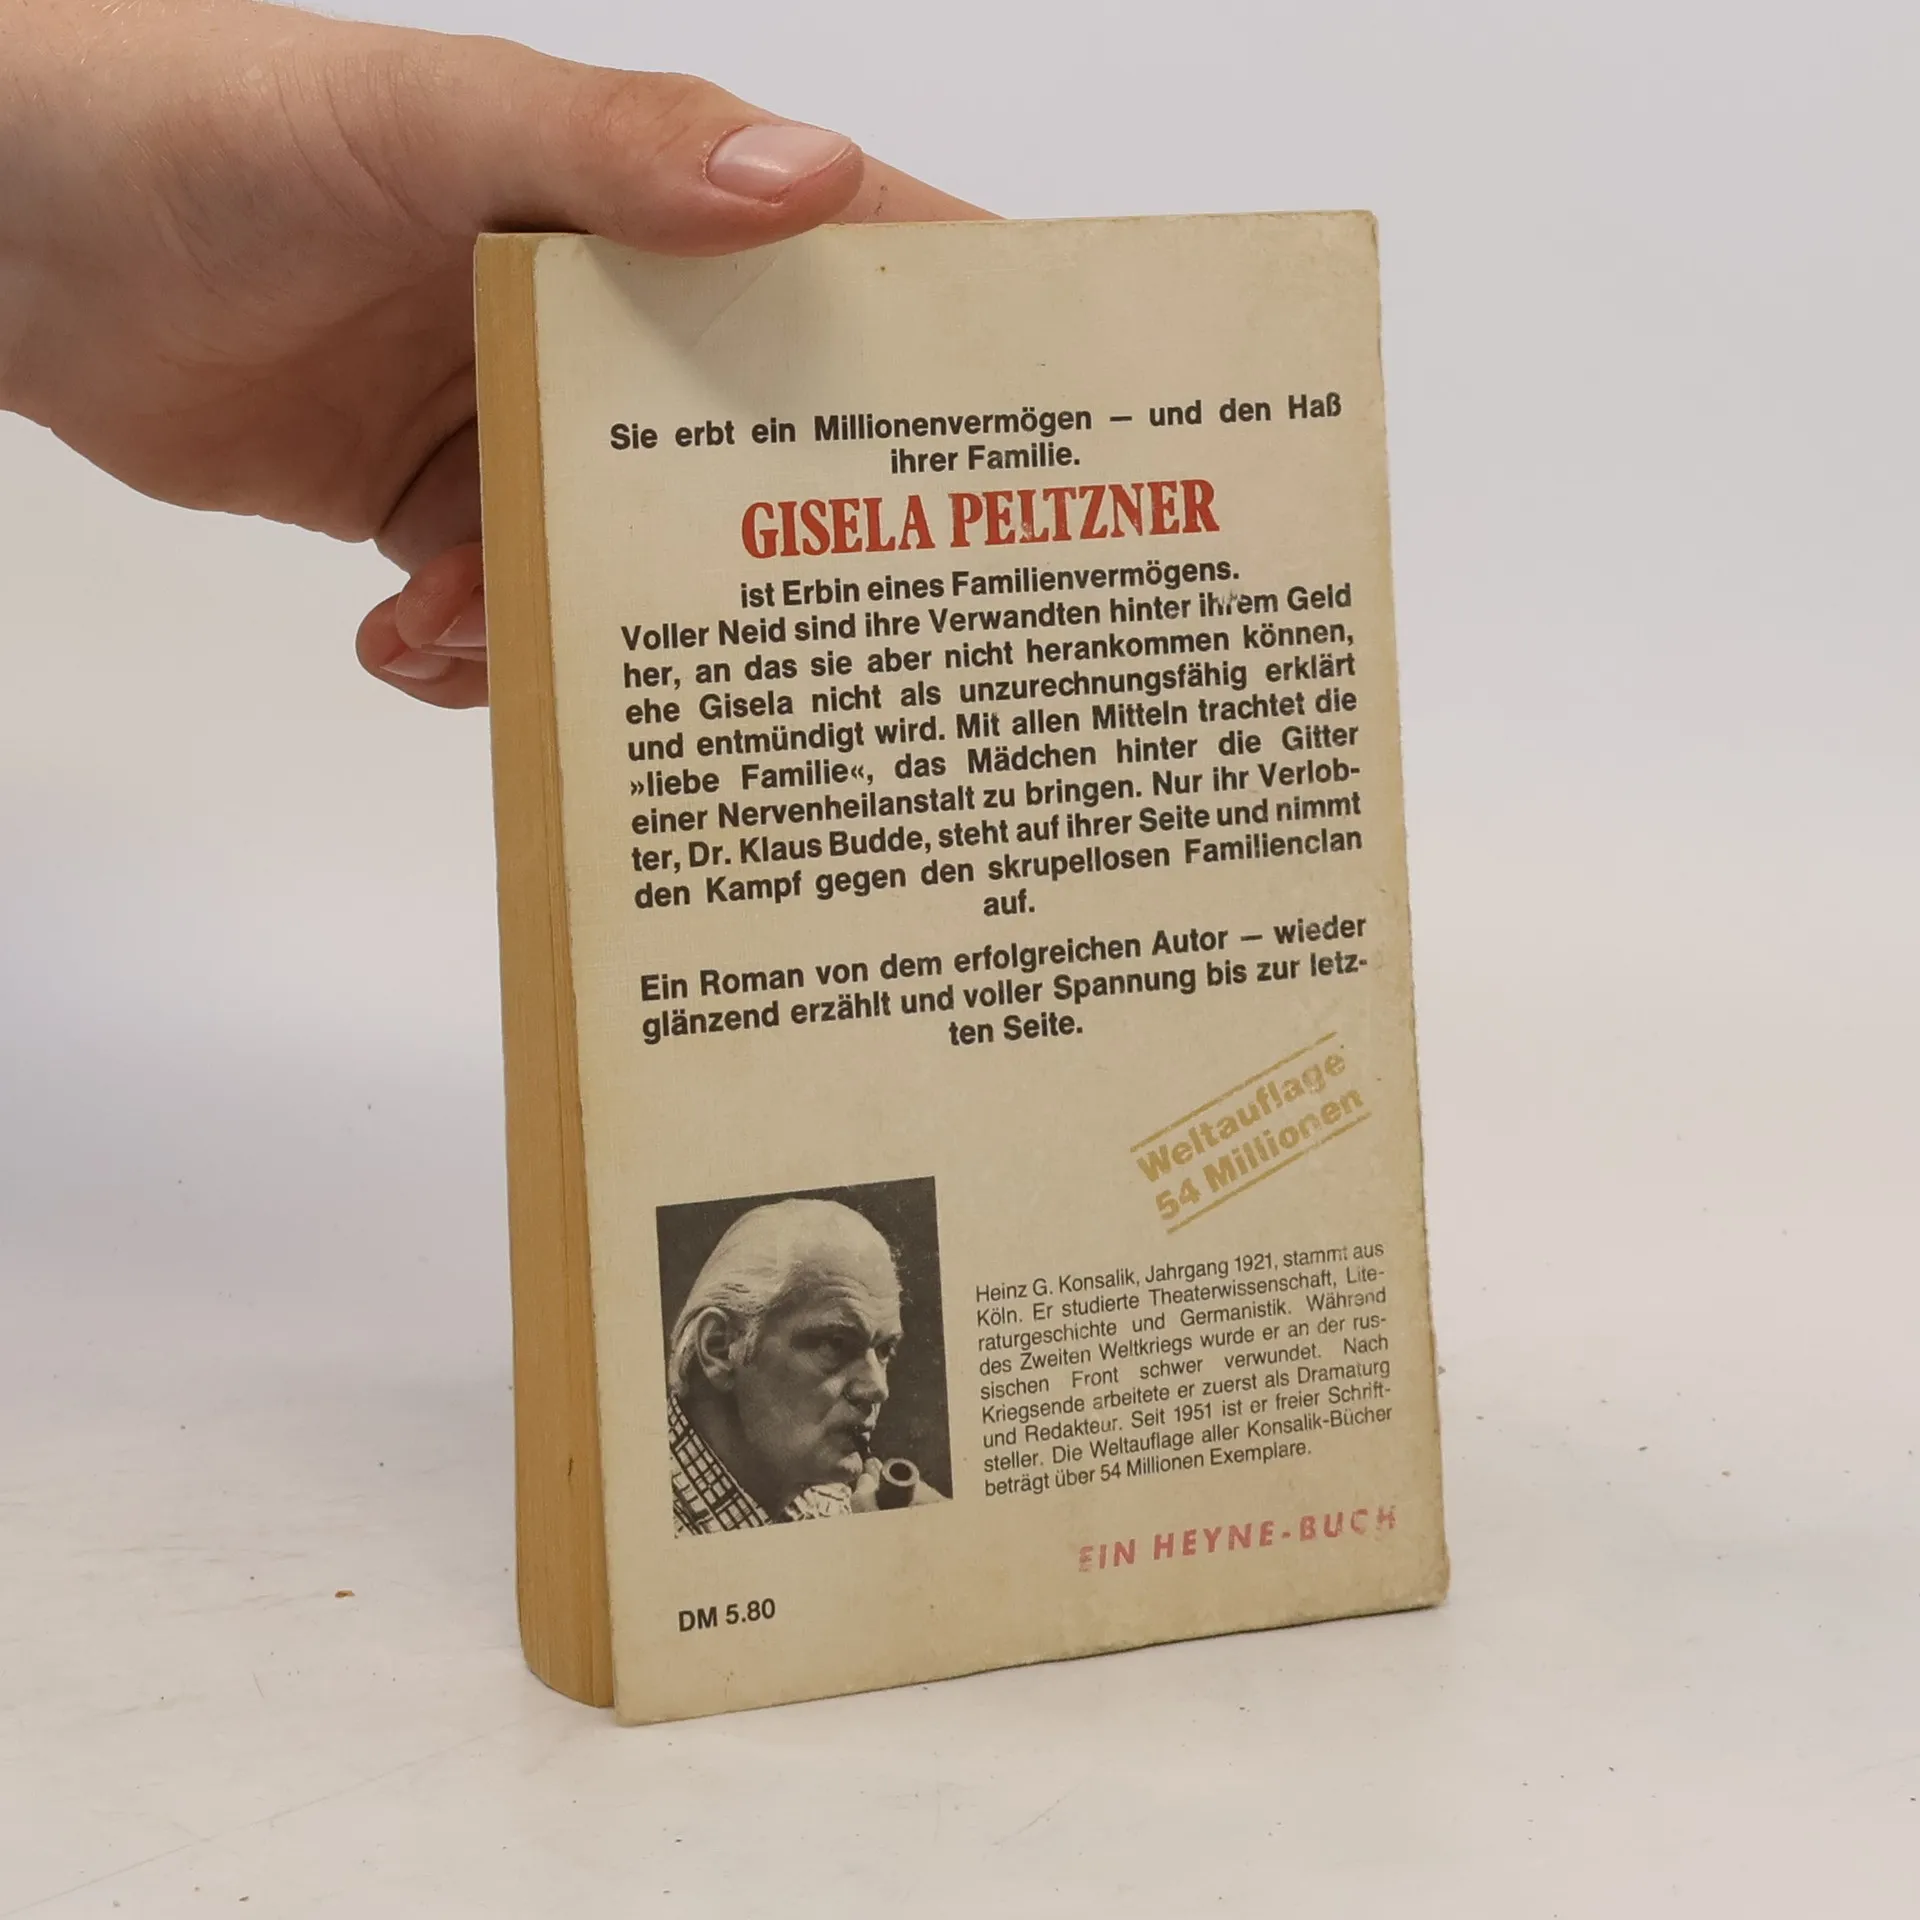 Sie erbt ein Millionenvermögen – und den Haß
ihrer Familie.
GISELA PELTZNER
ist Erbin eines Familienvermögens.
Voller Neid sind ihre Verwandten hinter ihrem Geld
her, an das sie aber nicht herankommen können,
ehe Gisela nicht als unzurechnungsfähig erklärt
und entmündigt wird. Mit allen Mitteln trachtet die
»liebe Familie«, das Mädchen hinter die Gitter
einer Nervenheilanstalt zu bringen. Nur ihr Verlob-
ter, Dr. Klaus Budde, steht auf ihrer Seite und nimmt
den Kampf gegen den skrupellosen Familienclan
auf.
Ein Roman von dem erfolgreichen Autor – wieder
glänzend erzählt und voller Spannung bis zur letz-
ten Seite.
Weltauflage
54 Millionen
Heinz G. Konsalik, Jahrgang 1921, stammt aus
Köln. Er studierte Theaterwissenschaft, Lite-
raturgeschichte und Germanistik. Während
des Zweiten Weltkriegs wurde er an der rus-
sischen Front schwer verwundet. Nach
Kriegsende arbeitete er zuerst als Dramaturg
und Redakteur. Seit 1951 ist er freier Schrift-
steller. Die Weltauflage aller Konsalik-Bücher
beträgt über 54 Millionen Exemplare.
EIN HEYNE-BUCH
DM 5.80